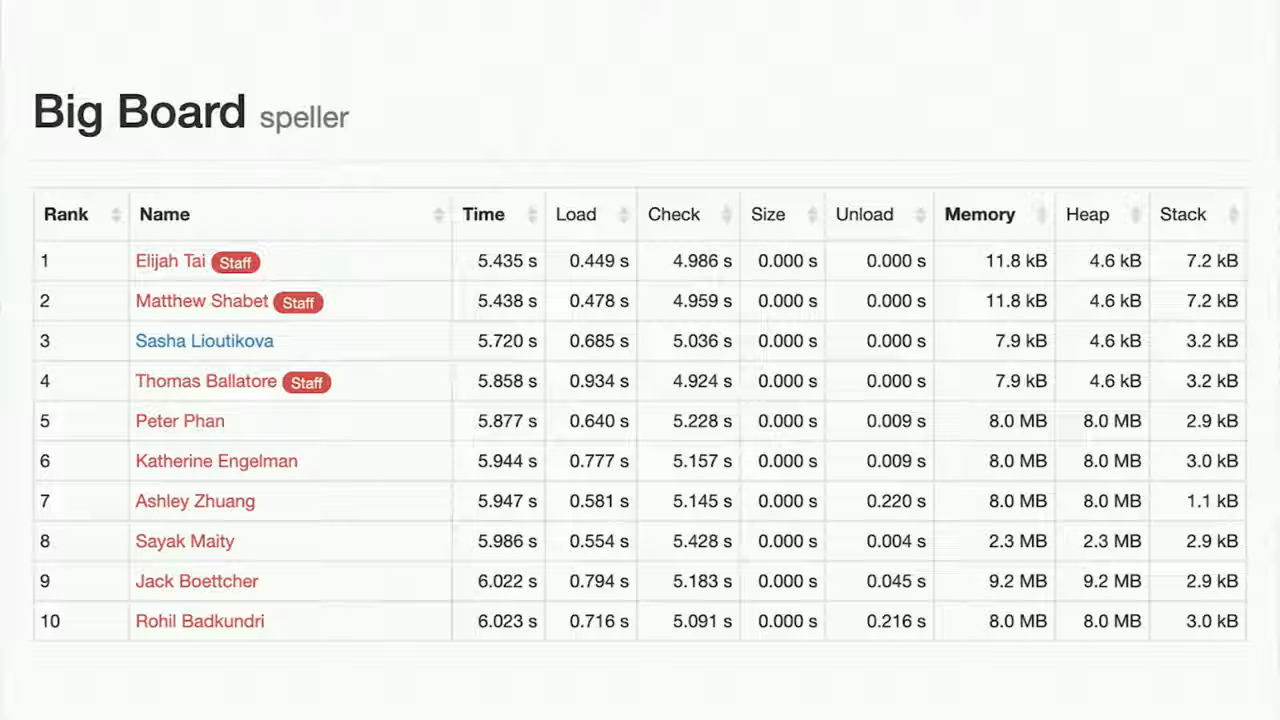 Big Board speller
Rank Name Time Load Check Size Unload Memory Heap Stack
1 Elijah Tai Staff 5.435 s 0.449 s 4.986 s 0.000 s 0.000 s 11.8 kB 4.6 kB 7.2 kB
2 Matthew Shabet Staff 5.438 s 0.478 s 4.959 s 0.000 s 0.000 s 11.8 kB 4.6 kB 7.2 kB
3 Sasha Lioutikova 5.720 s 0.685 s 5.036 s 0.000 s 0.000 s 7.9 kB 4.6 kB 3.2 kB
4 Thomas Ballatore Staff 5.858 s 0.934 s 4.924 s 0.000 s 0.000 s 7.9 kB 4.6 kB 3.2 kB
5 Peter Phan 5.877 s 0.640 s 5.228 s 0.000 s 0.009 s 8.0 MB 8.0 MB 2.9 kB
6 Katherine Engelman 5.944 s 0.777 s 5.157 s 0.000 s 0.009 s 8.0 MB 8.0 MB 3.0 kB
7 Ashley Zhuang 5.947 s 0.581 s 5.145 s 0.000 s 0.220 s 8.0 MB 8.0 MB 1.1 kB
8 Sayak Maity 5.986 s 0.554 s 5.428 s 0.000 s 0.004 s 2.3 MB 2.3 MB 2.9 kB
9 Jack Boettcher 6.022 s 0.794 s 5.183 s 0.000 s 0.045 s 9.2 MB 9.2 MB 2.9 kB
10 Rohil Badkundri 6.023 s 0.716 s 5.091 s 0.000 s 0.216 s 8.0 MB 8.0 MB 3.0 kB